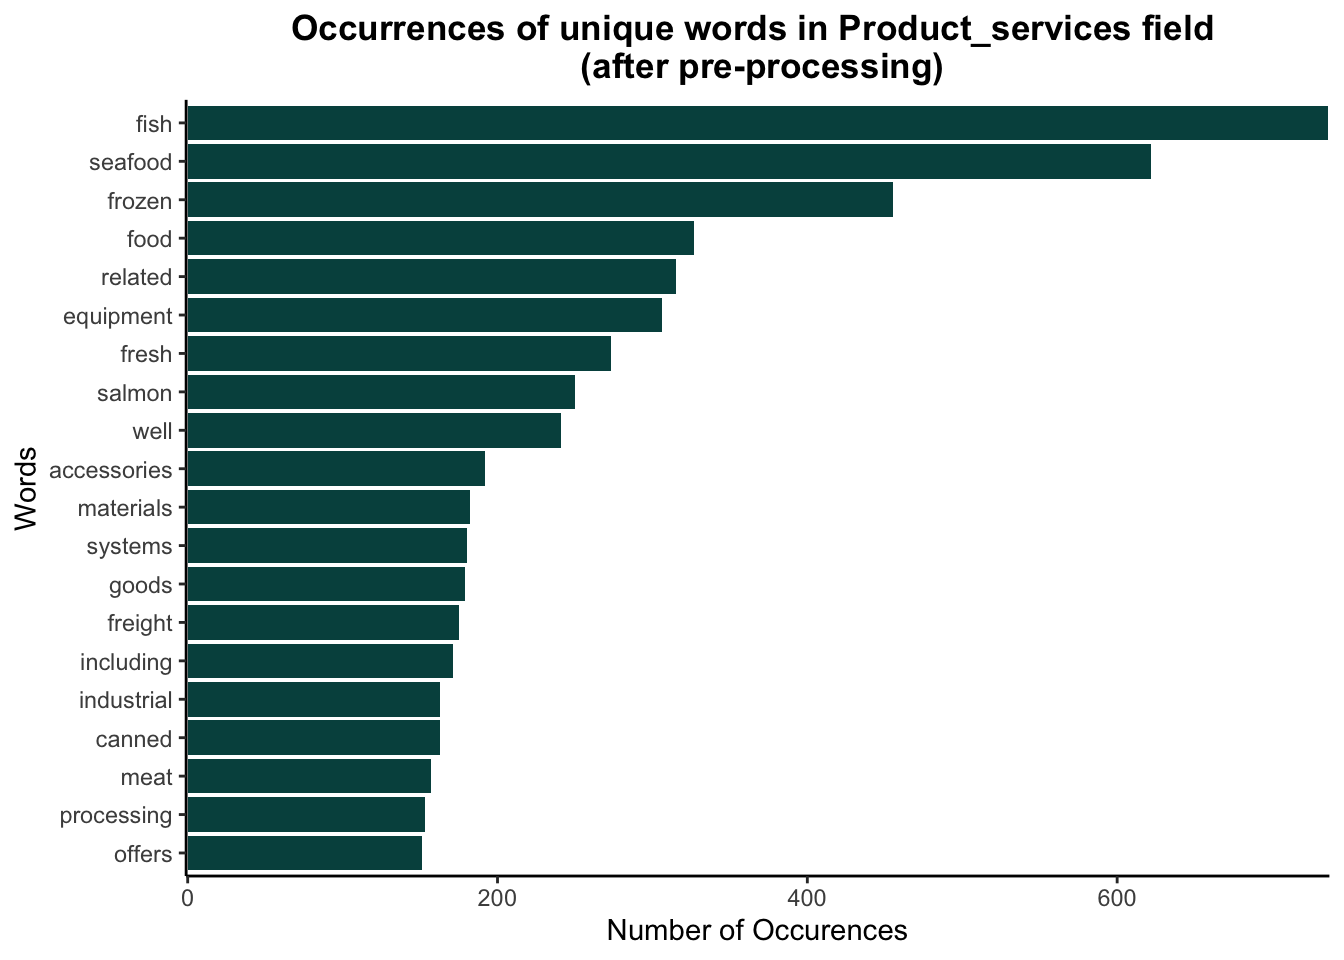 Occurrences of unique words in Product_services field
(after pre-processing)
fish
seafood
frozen
food
related
equipment
fresh
salmon
well
accessories
materials
systems
goods
freight
including
industrial
canned
meat
processing
offers
Words
0 200 400 600
Number of Occurences